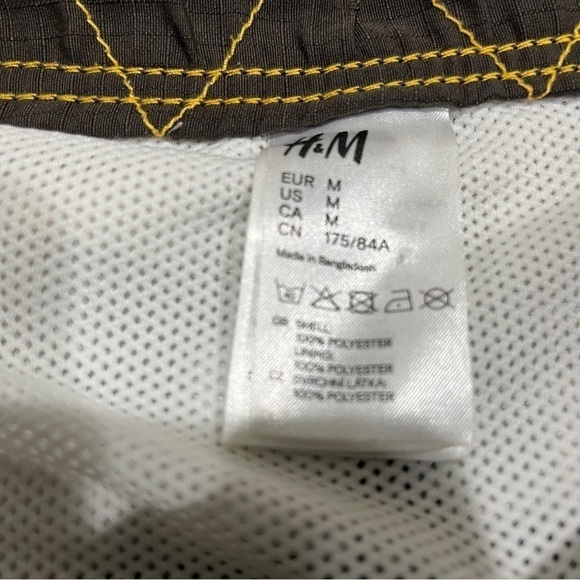 H&M
EUR M
US M
CA M
CN 175/84A
Made in Bangladesh
GB SHELL:
100% POLYESTER
LINING:
100% POLYESTER
CZ SVRCHNÍ LÁTKA:
100% POLYESTER